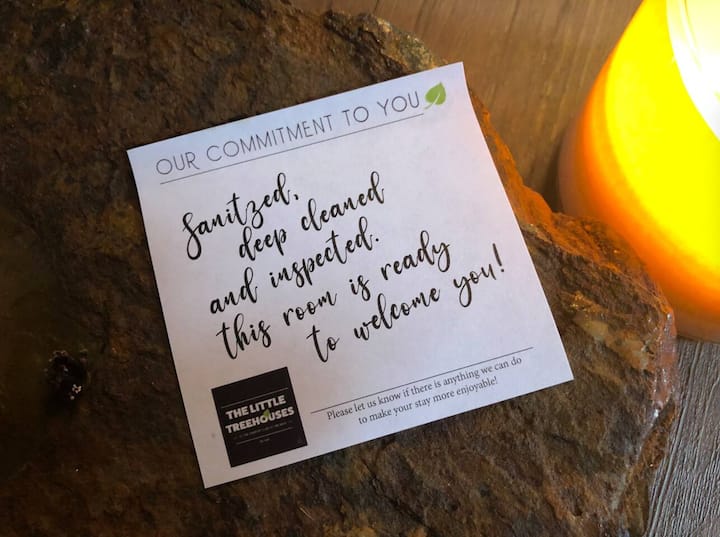 OUR COMMITMENT TO YOU
Sanitzed,
deep cleaned
and inspected.
this room is ready
to welcome you!
THE LITTLE
TREEHOUSES
Please let us know if there is anything we can do
to make your stay more enjoyable!